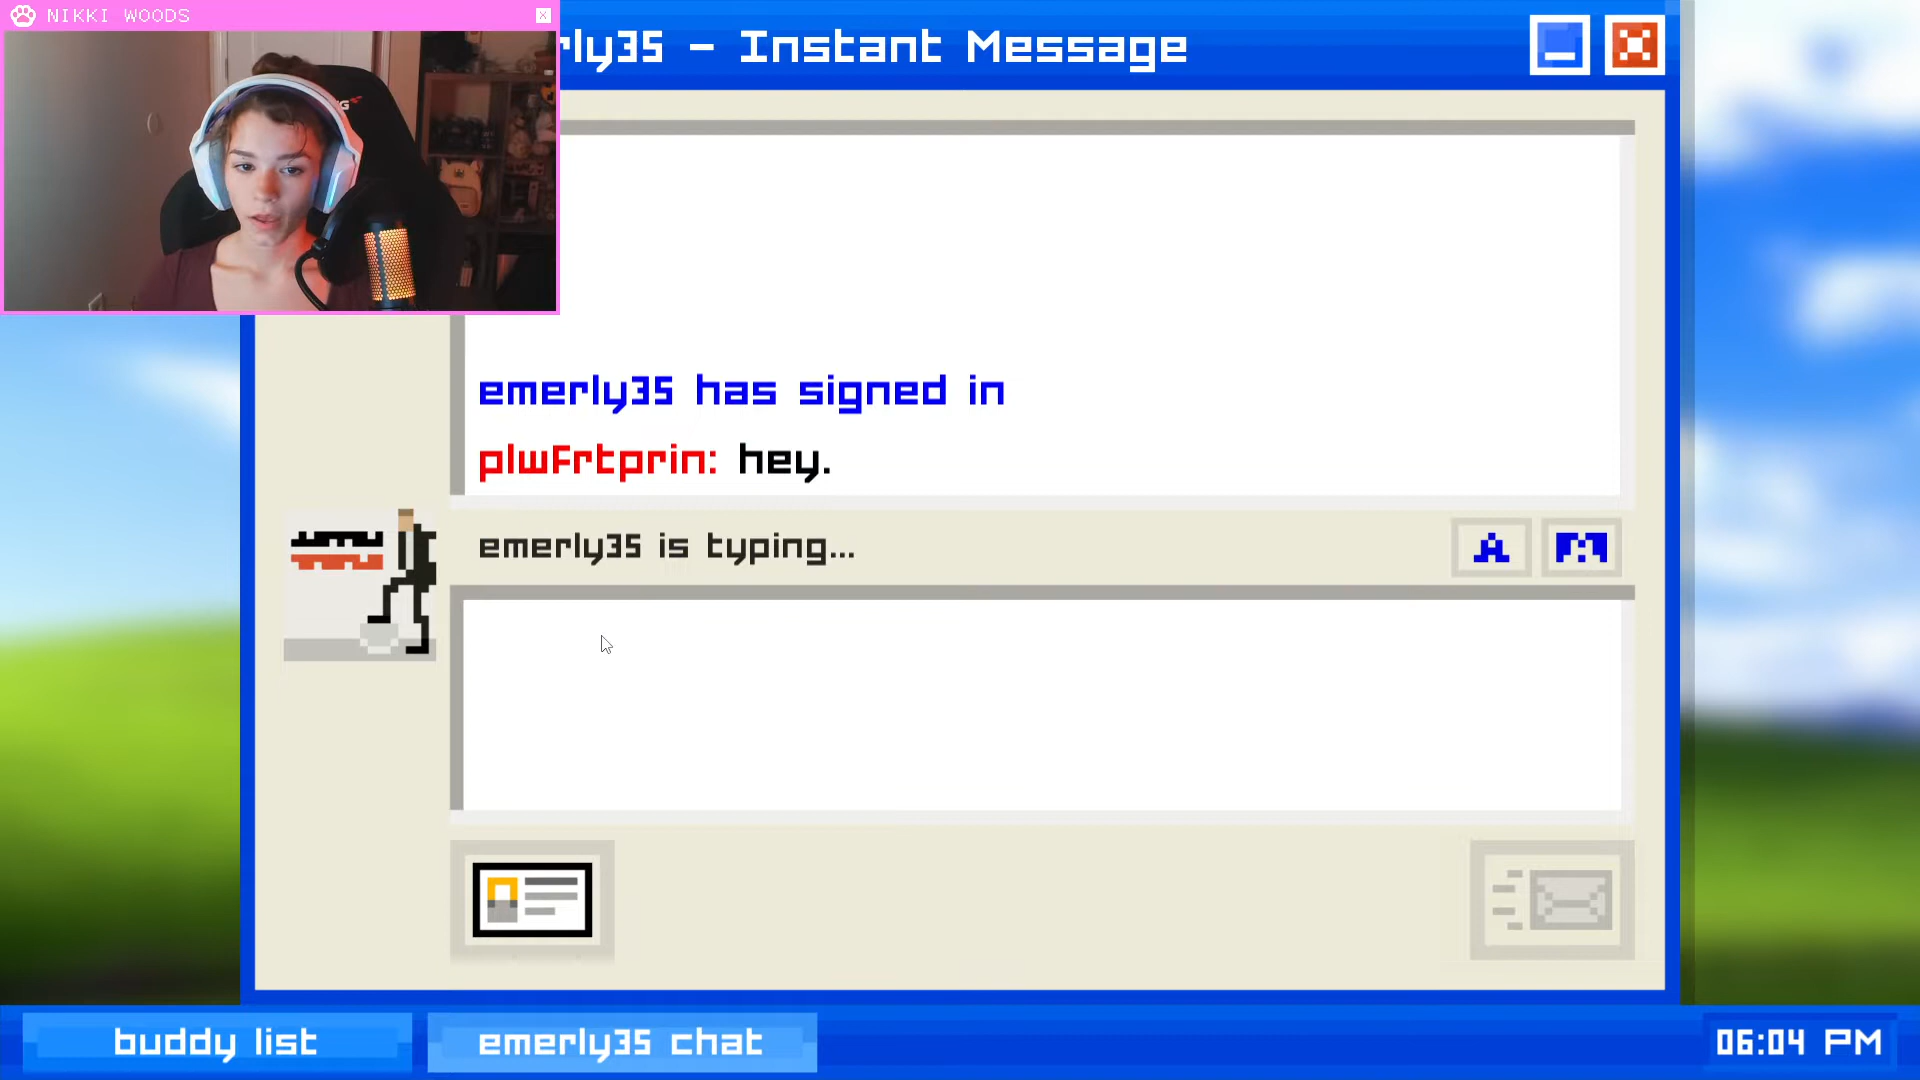 NIKKI WOODS
rly35 - Instant Message
emerly35 has signed in
plwfrtprin: hey.
emerly35 is typing...
A
buddy list
emerly35 chat
06:04 PM